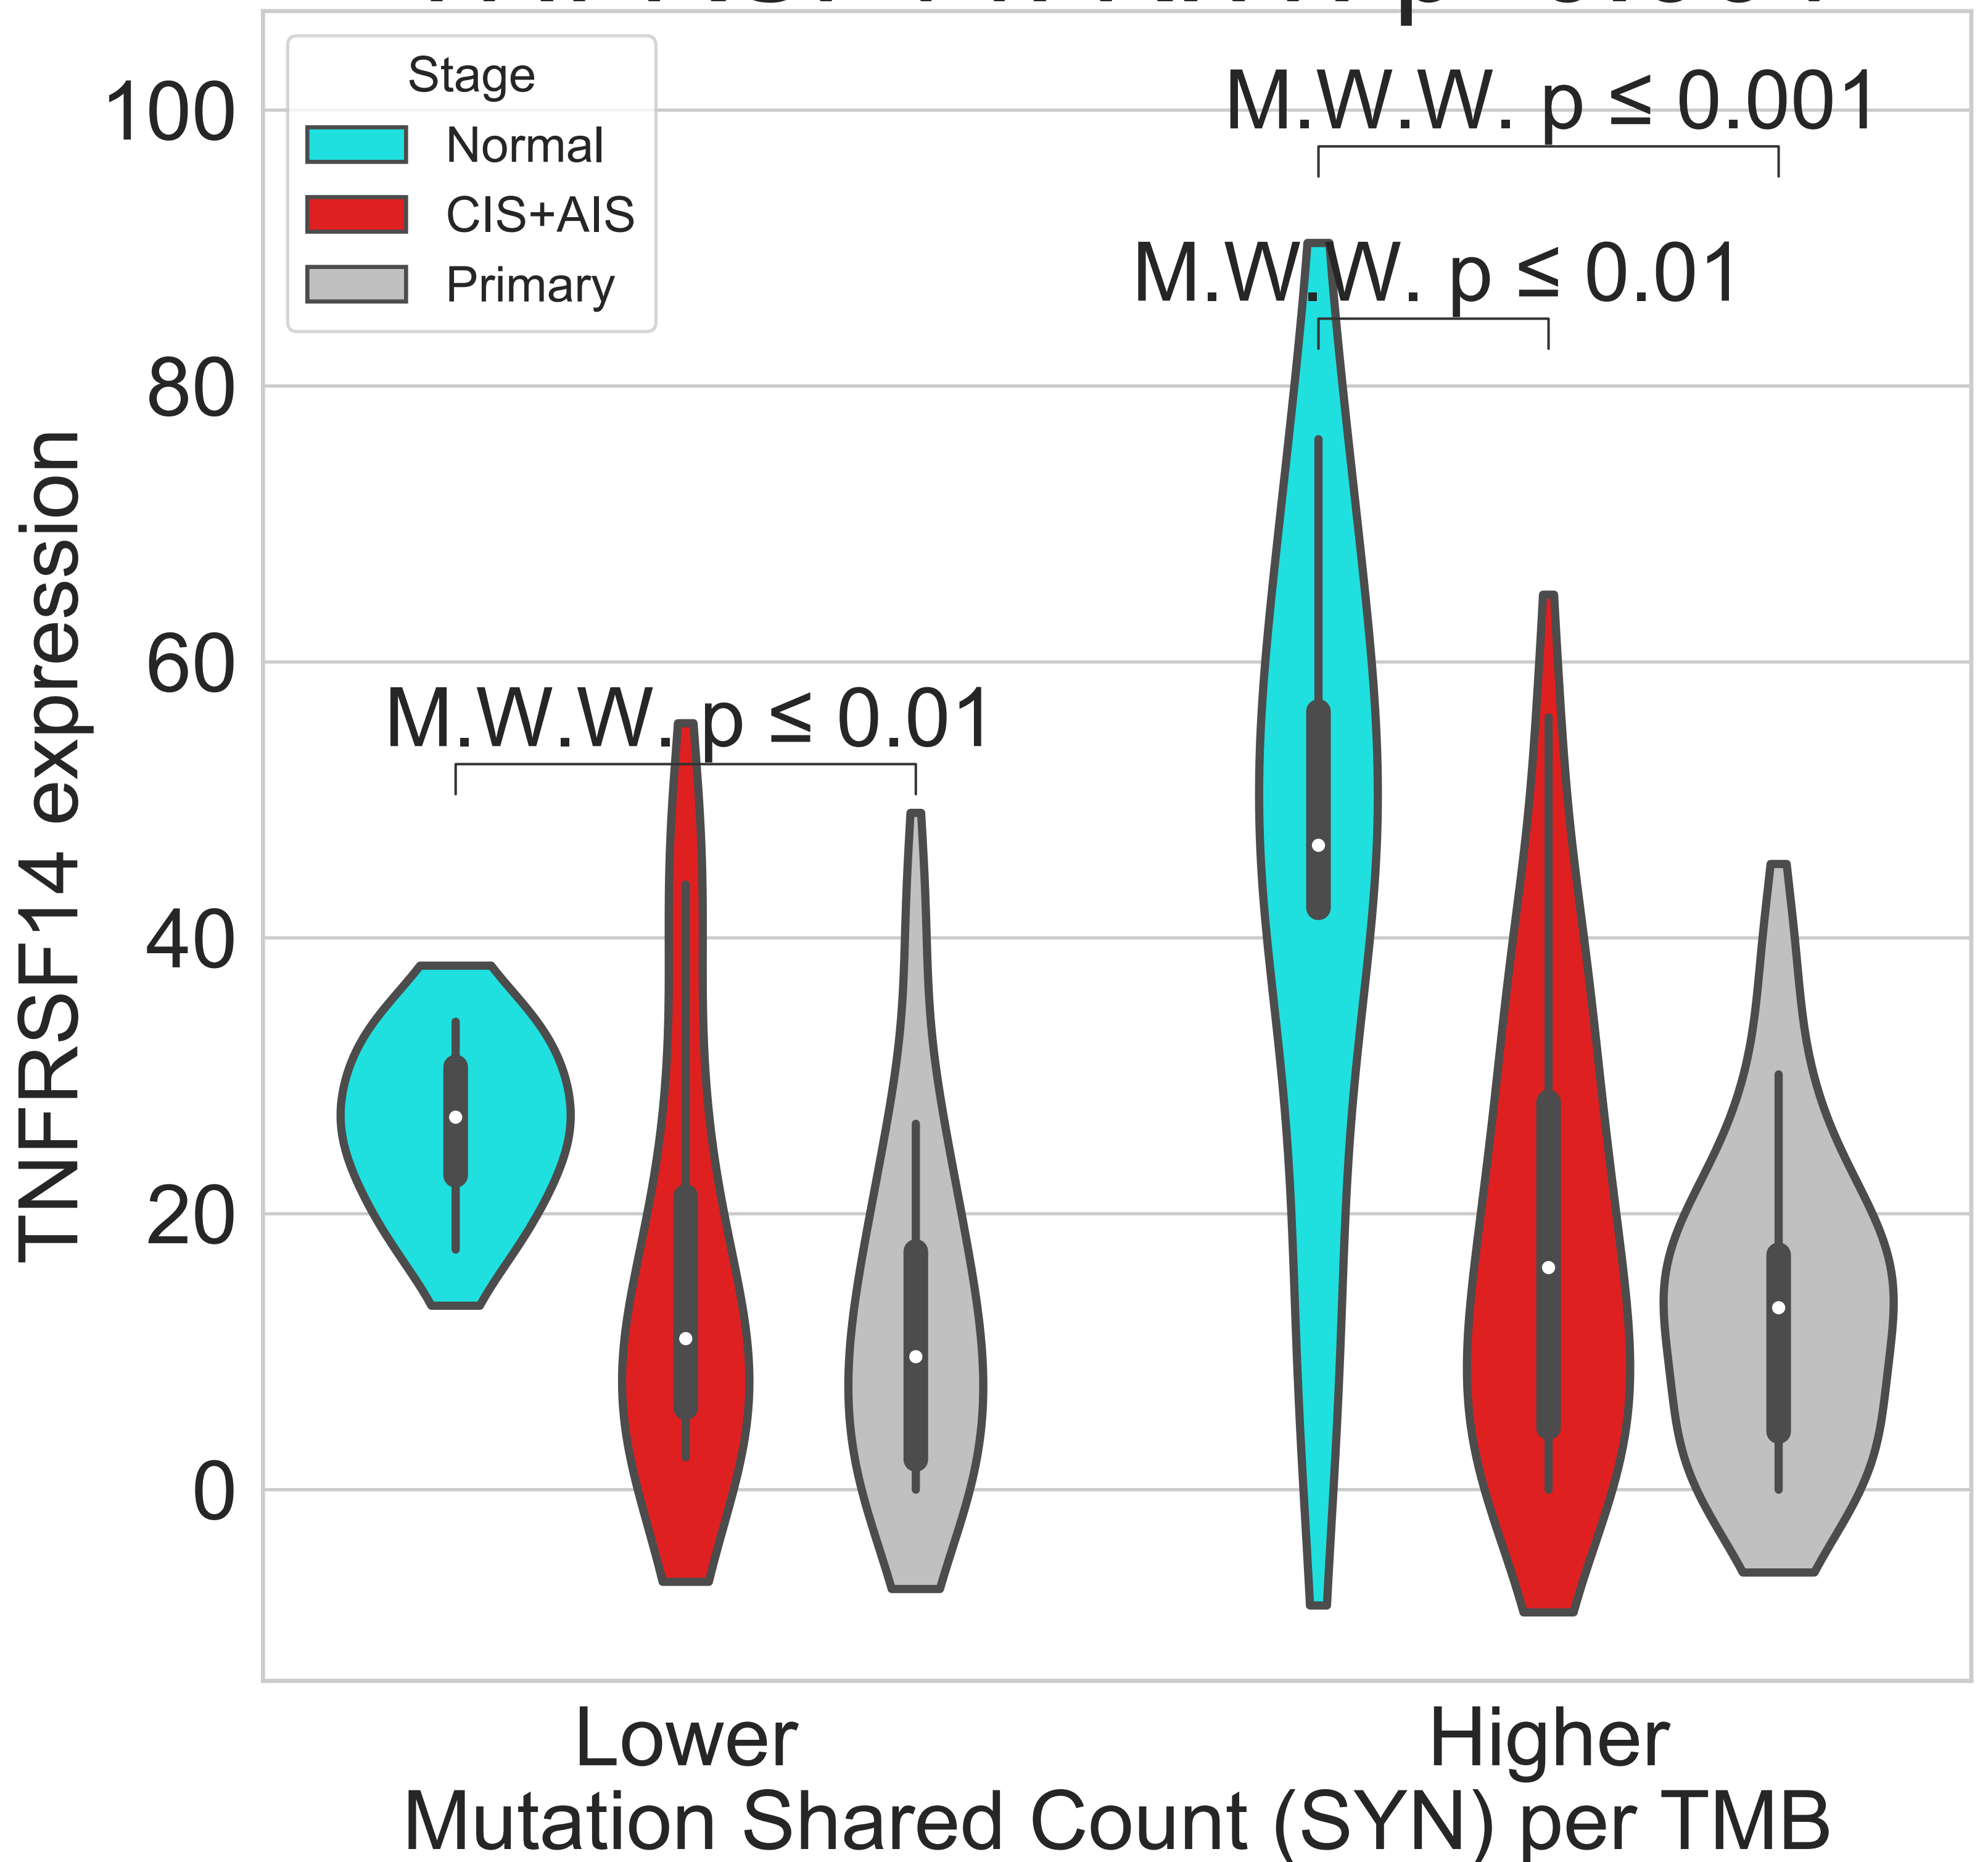 Stage
Normal
CIS+AIS
Primary
M.W.W. p ≤ 0.001
M.W.W. p ≤ 0.01
M.W.W. p ≤ 0.01
100
80
60
40
20
0
TNFRSF14 expression
Lower
Higher
Mutation Shared Count (SYN) per TMB